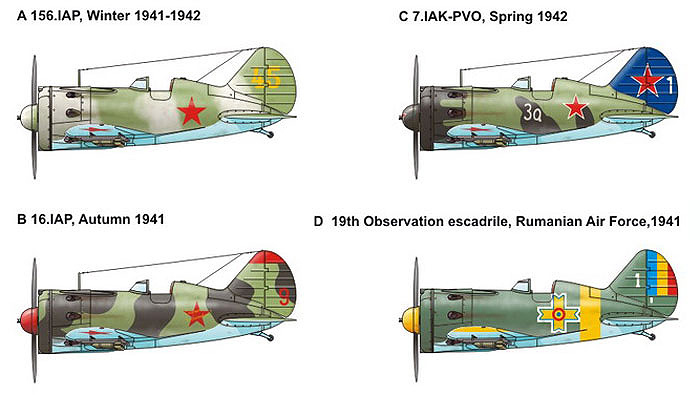 A 156.IAP, Winter 1941-1942
45
C 7.IAK-PVO, Spring 1942
3Q
1
B 16.IAP, Autumn 1941
9
D 19th Observation escadrile, Rumanian Air Force,1941
1